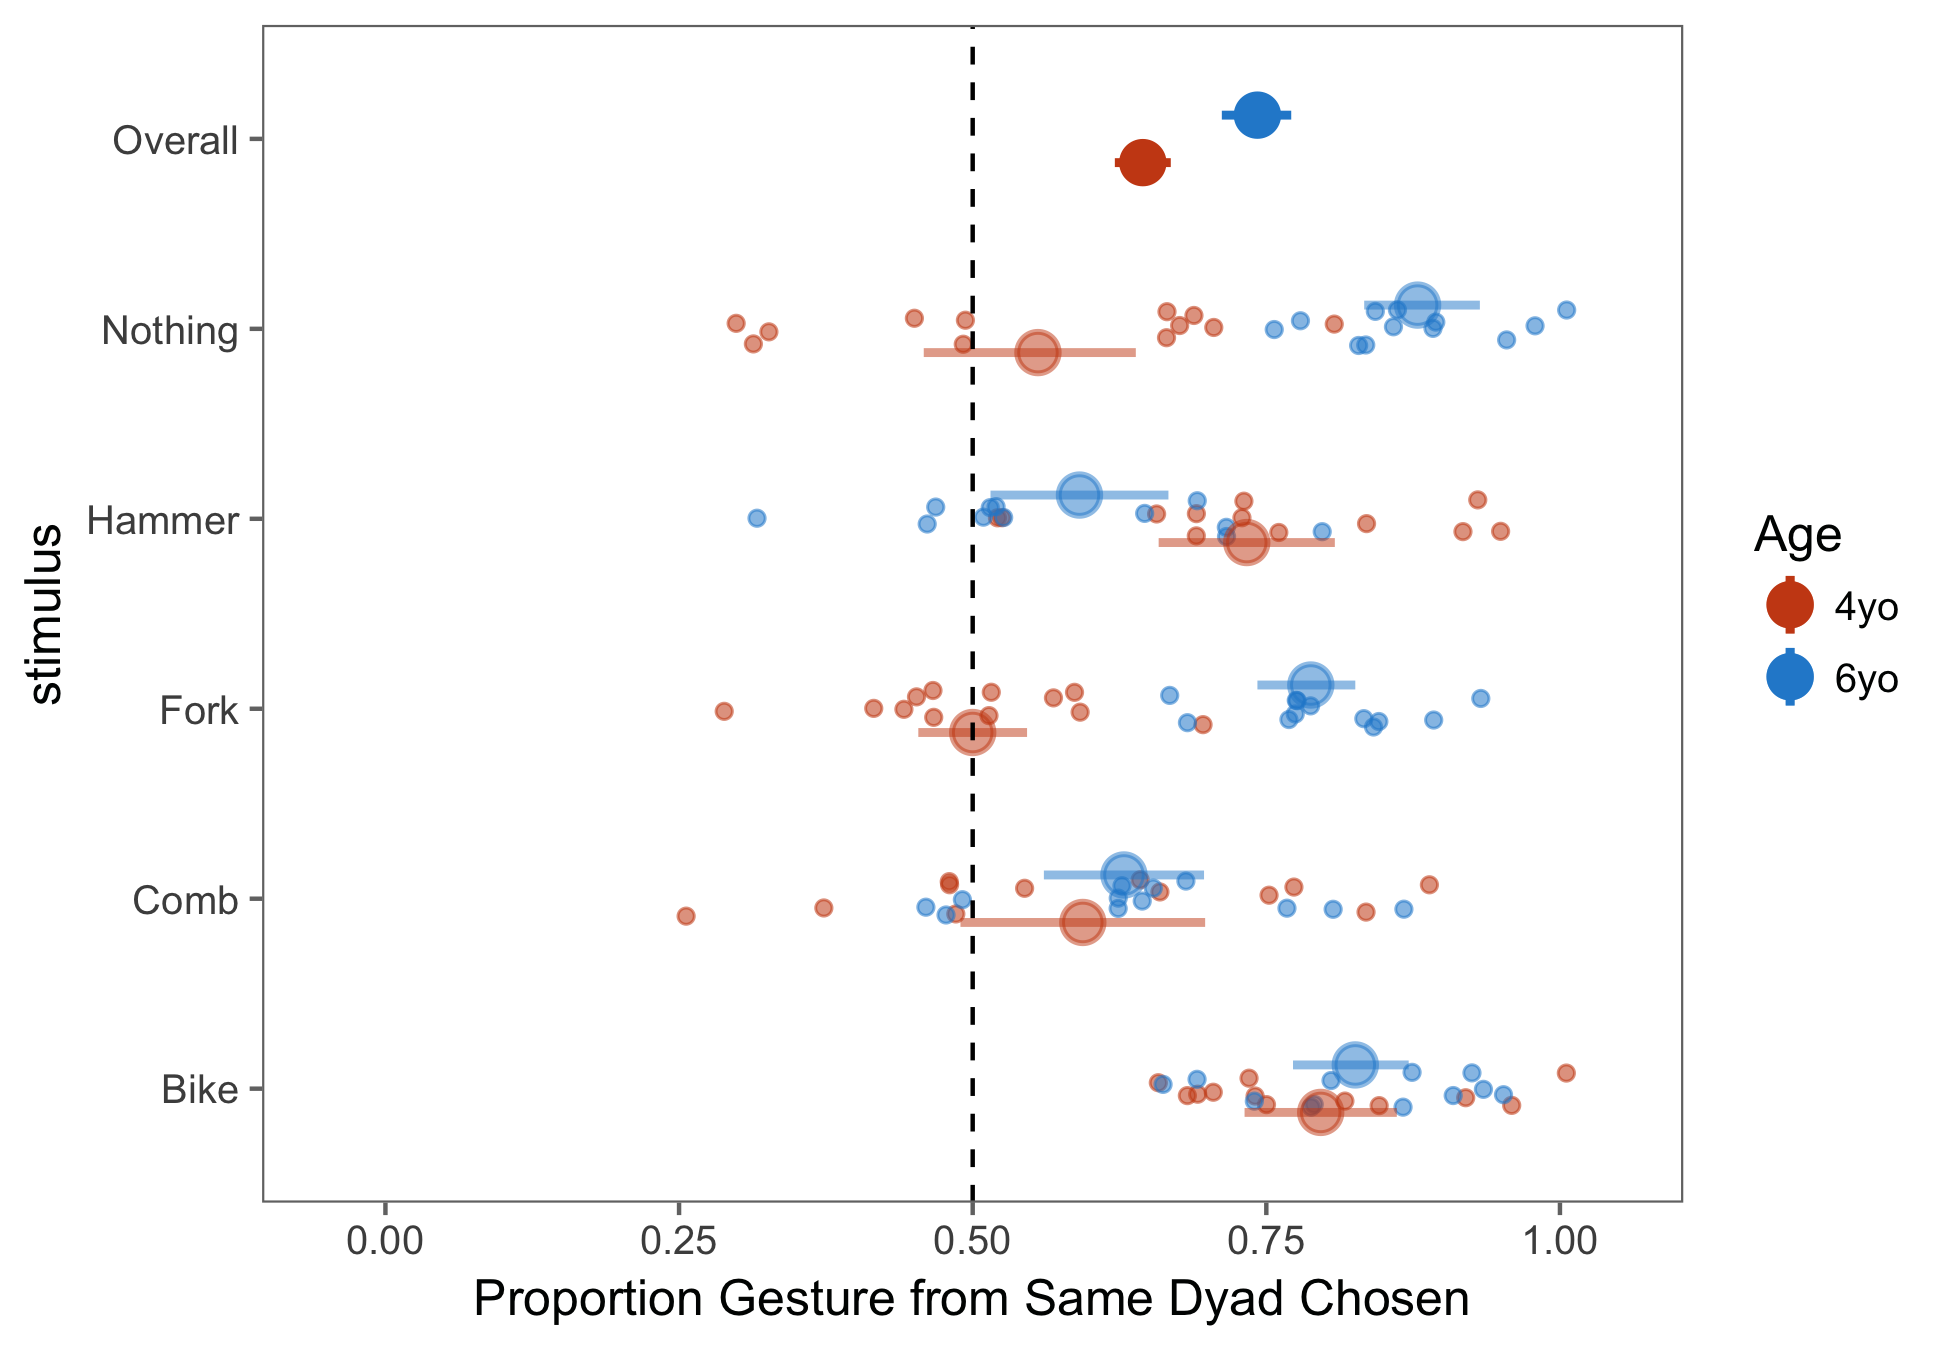 Overall
Nothing
Hammer
Fork
Comb
Bike
stimulus
0.00 0.25 0.50 0.75 1.00
Proportion Gesture from Same Dyad Chosen
Age
4yo
6yo